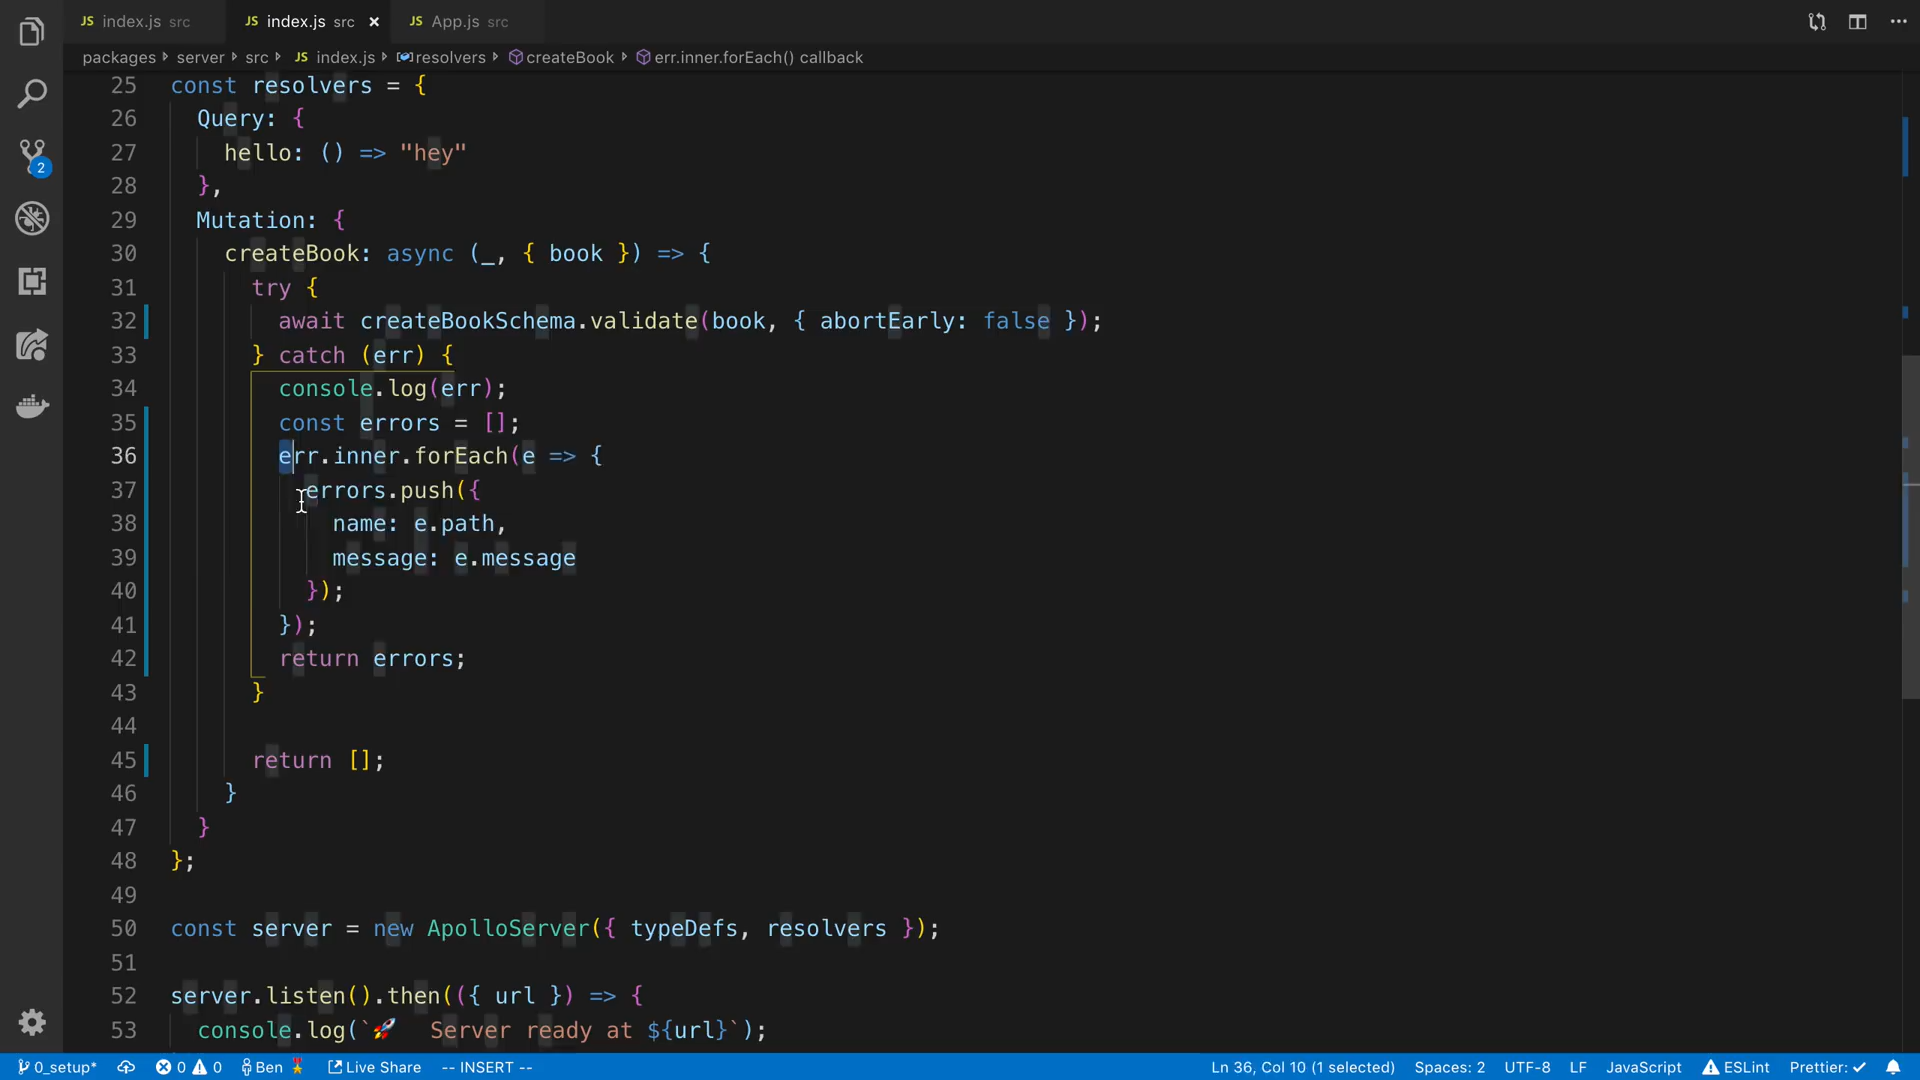 JS index.js src
JS index.js src ×
JS App.js src
packages › server › src › JS index.js › resolvers › createBook › err.inner.forEach() callback
25 const resolvers = {
26 Query: {
27 hello: () => "hey"
28 },
29 Mutation: {
30 createBook: async (_, { book }) => {
31 try {
32 await createBookSchema.validate(book, { abortEarly: false });
33 } catch (err) {
34 console.log(err);
35 const errors = [];
36 err.inner.forEach(e => {
37 errors.push({
38 name: e.path,
39 message: e.message
40 });
41 });
42 return errors;
43 }
44
45 return [];
46 }
47 }
48 };
49
50 const server = new ApolloServer({ typeDefs, resolvers });
51
52 server.listen().then(({ url }) => {
53 console.log(`🚀 Server ready at ${url}`);
2
0_setup* 0 0 Ben🎖 Live Share -- INSERT -- Ln 36, Col 10 (1 selected) Spaces: 2 UTF-8 LF JavaScript ESLint Prettier: ✓